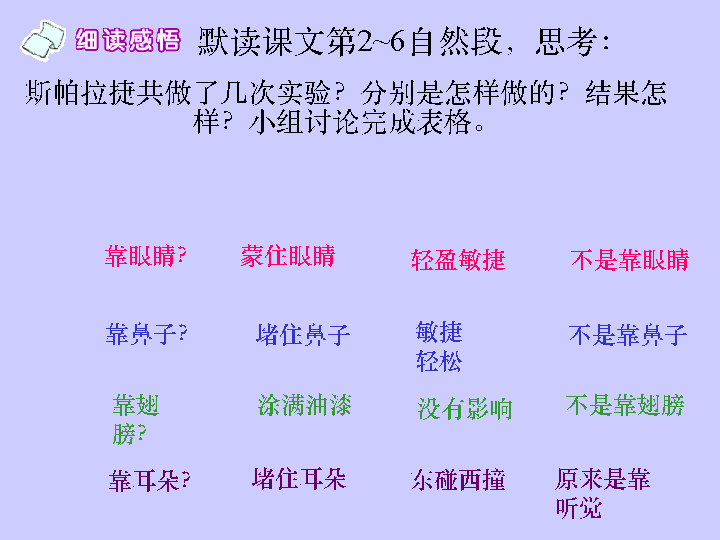 细读感悟 默读课文第2~6自然段，思考：
斯帕拉捷共做了几次实验？分别是怎样做的？结果怎
样？小组讨论完成表格。
靠眼睛? 蒙住眼睛 轻盈敏捷 不是靠眼睛
靠鼻子? 堵住鼻子 敏捷 不是靠鼻子
轻松
靠翅 涂满油漆 没有影响 不是靠翅膀
膀?
靠耳朵? 堵住耳朵 东碰西撞 原来是靠
听觉